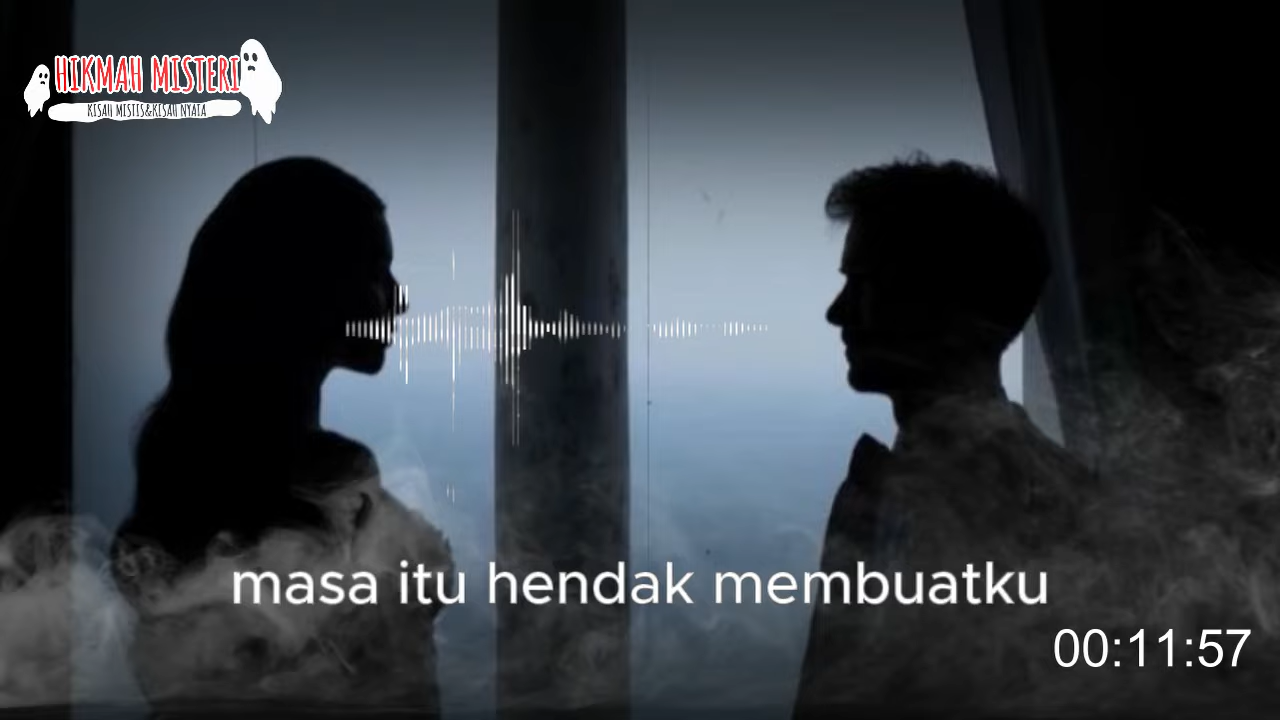 HIKMAH MISTERI
KISAH MISTIS&KISAH NYATA
masa itu hendak membuatku
00:11:57